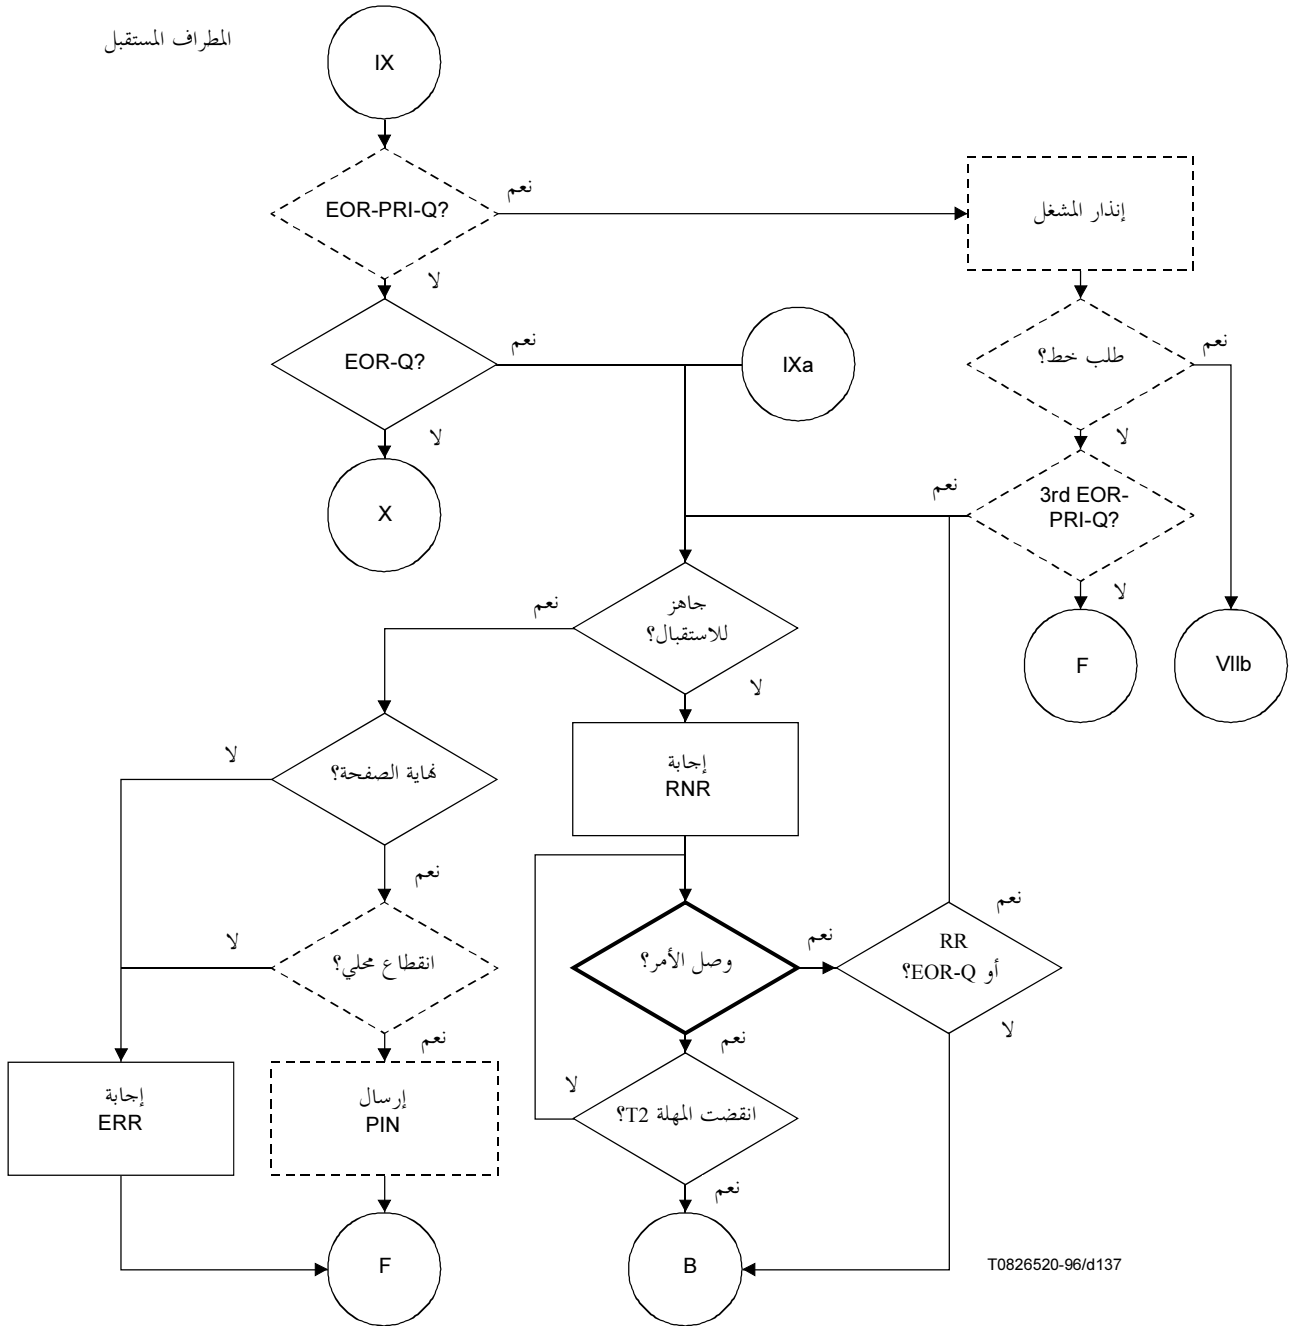 المطراف المستقبل
IX
EOR-PRI-Q?
نعم
إنذار المشغل
لا
EOR-Q?
نعم
IXa
طلب خط؟
نعم
لا
X
لا
3rd EOR-
PRI-Q?
نعم
لا
F
VIIb
جاهز
للاستقبال؟
نعم
لا
نهاية الصفحة؟
لا
نعم
إجابة
RNR
انقطاع محلي؟
لا
نعم
وصل الأمر؟
نعم
نعم
RR
أو EOR-Q؟
نعم
لا
إجابة
ERR
إرسال
PIN
انقضت المهلة T2؟
لا
نعم
F
B
T0826520-96/d137